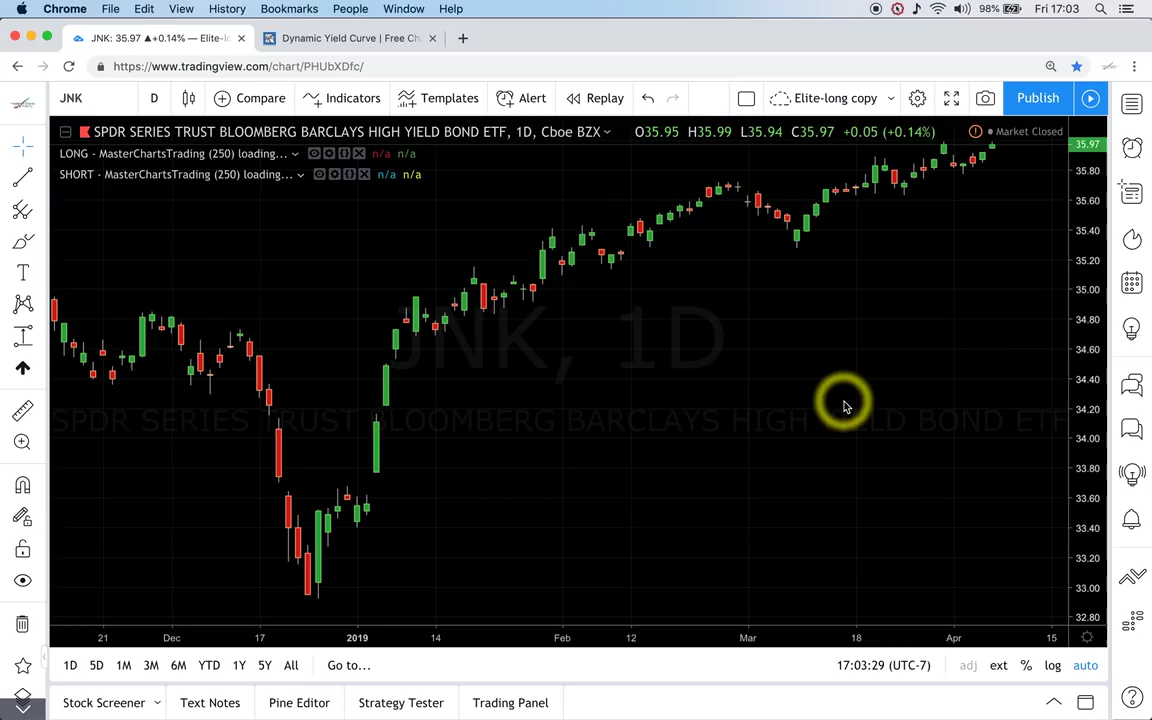 Chrome File Edit View History Bookmarks People Window Help 98% Fri 17:03
JNK: 35.97 ▲+0.14% — Elite-lo
Dynamic Yield Curve | Free Ch
https://www.tradingview.com/chart/PHUbXDfc/
JNK D Compare Indicators Templates Alert Replay Elite-long copy Publish
SPDR SERIES TRUST BLOOMBERG BARCLAYS HIGH YIELD BOND ETF, 1D, Cboe BZX O35.95 H35.99 L35.94 C35.97 +0.05 (+0.14%) Market Closed
LONG - MasterChartsTrading (250) loading... n/a n/a
SHORT - MasterChartsTrading (250) loading... n/a n/a
35.97
35.80
35.60
35.40
35.20
35.00
34.80
34.60
34.40
34.20
34.00
33.80
33.60
33.40
33.20
33.00
32.80
JNK, 1D
SPDR SERIES TRUST BLOOMBERG BARCLAYS HIGH YIELD BOND ETF
21 Dec 17 2019 14 Feb 12 Mar 18 Apr 15
1D 5D 1M 3M 6M YTD 1Y 5Y All Go to... 17:03:29 (UTC-7) adj ext % log auto
Stock Screener Text Notes Pine Editor Strategy Tester Trading Panel